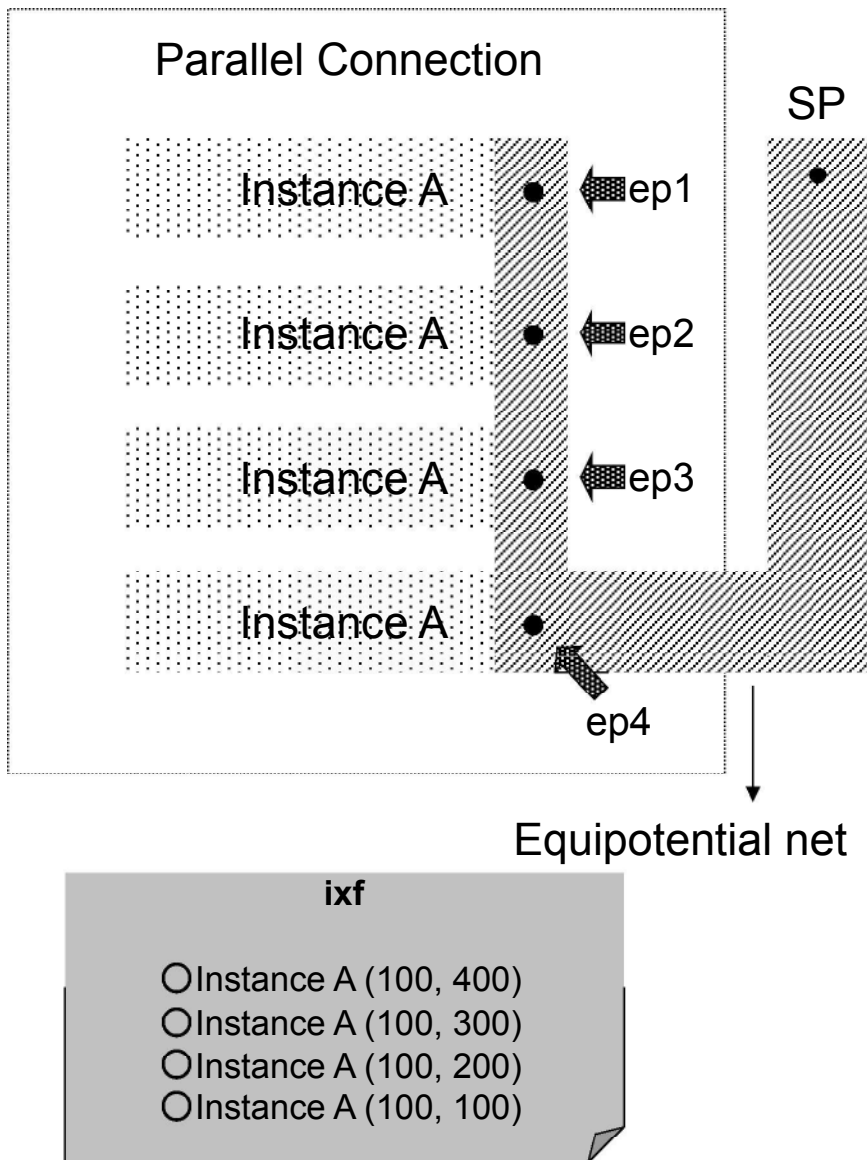 Parallel Connection
SP
Instance A
ep1
Instance A
ep2
Instance A
ep3
Instance A
ep4
Equipotential net
ixf
Instance A (100, 400)
Instance A (100, 300)
Instance A (100, 200)
Instance A (100, 100)